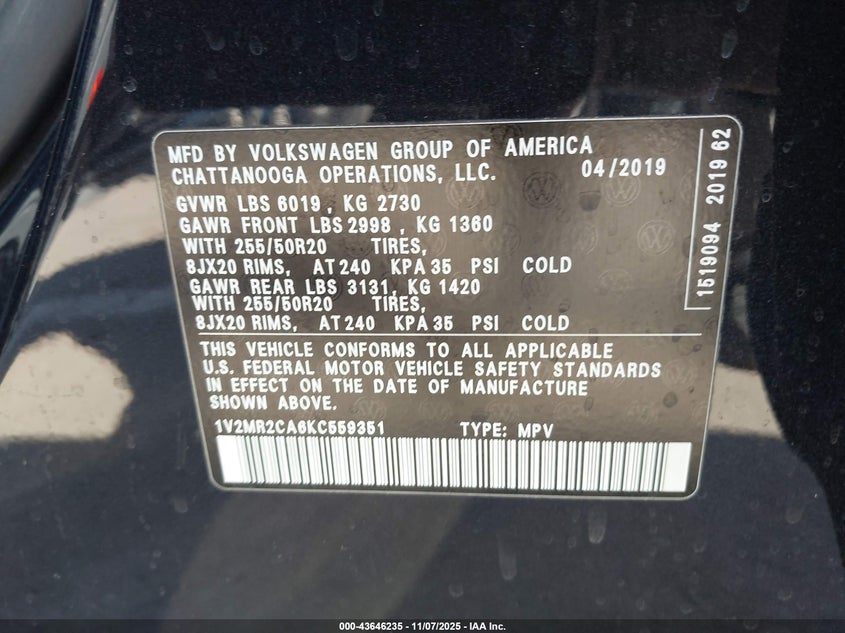 MFD BY VOLKSWAGEN GROUP OF AMERICA
CHATTANOOGA OPERATIONS, LLC. 04/2019
GVWR LBS 6019, KG 2730
GAWR FRONT LBS 2998, KG 1360
WITH 255/50R20 TIRES,
8JX20 RIMS, AT 240 KPA 35 PSI COLD
GAWR REAR LBS 3131, KG 1420
WITH 255/50R20 TIRES,
8JX20 RIMS, AT 240 KPA 35 PSI COLD
THIS VEHICLE CONFORMS TO ALL APPLICABLE
U.S. FEDERAL MOTOR VEHICLE SAFETY STANDARDS
IN EFFECT ON THE DATE OF MANUFACTURE
SHOWN ABOVE.
1V2MR2CA6KC559351 TYPE: MPV
1519094 2019 62
000-43646235 - 11/07/2025 - IAA Inc.